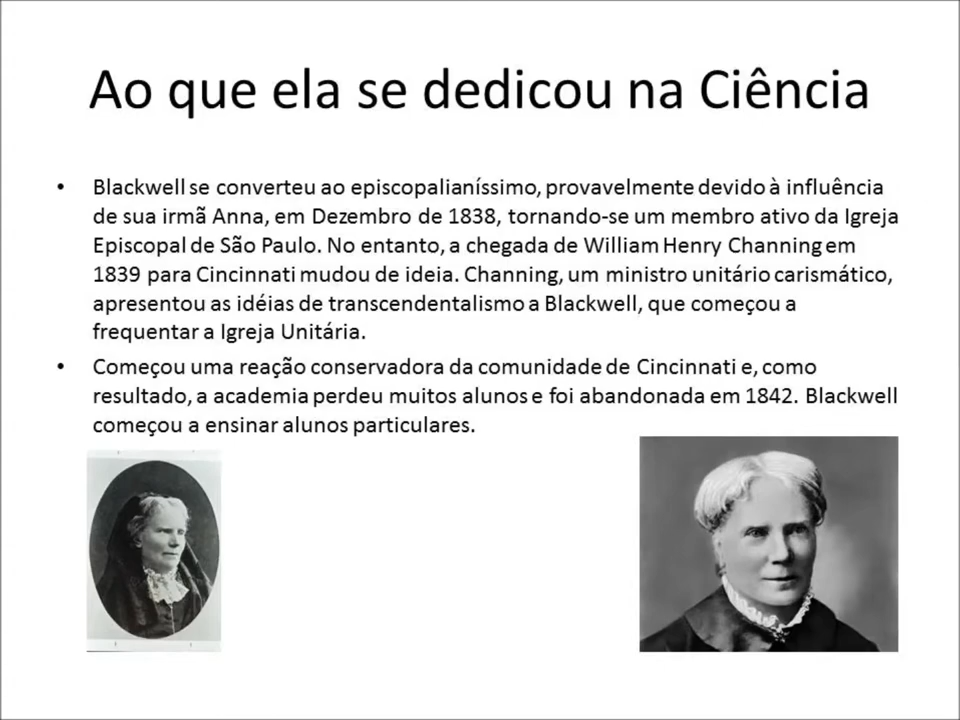 Ao que ela se dedicou na Ciência
• Blackwell se converteu ao episcopalianíssimo, provavelmente devido à influência
de sua irmã Anna, em Dezembro de 1838, tornando-se um membro ativo da Igreja
Episcopal de São Paulo. No entanto, a chegada de William Henry Channing em
1839 para Cincinnati mudou de ideia. Channing, um ministro unitário carismático,
apresentou as idéias de transcendentalismo a Blackwell, que começou a
frequentar a Igreja Unitária.
• Começou uma reação conservadora da comunidade de Cincinnati e, como
resultado, a academia perdeu muitos alunos e foi abandonada em 1842. Blackwell
começou a ensinar alunos particulares.